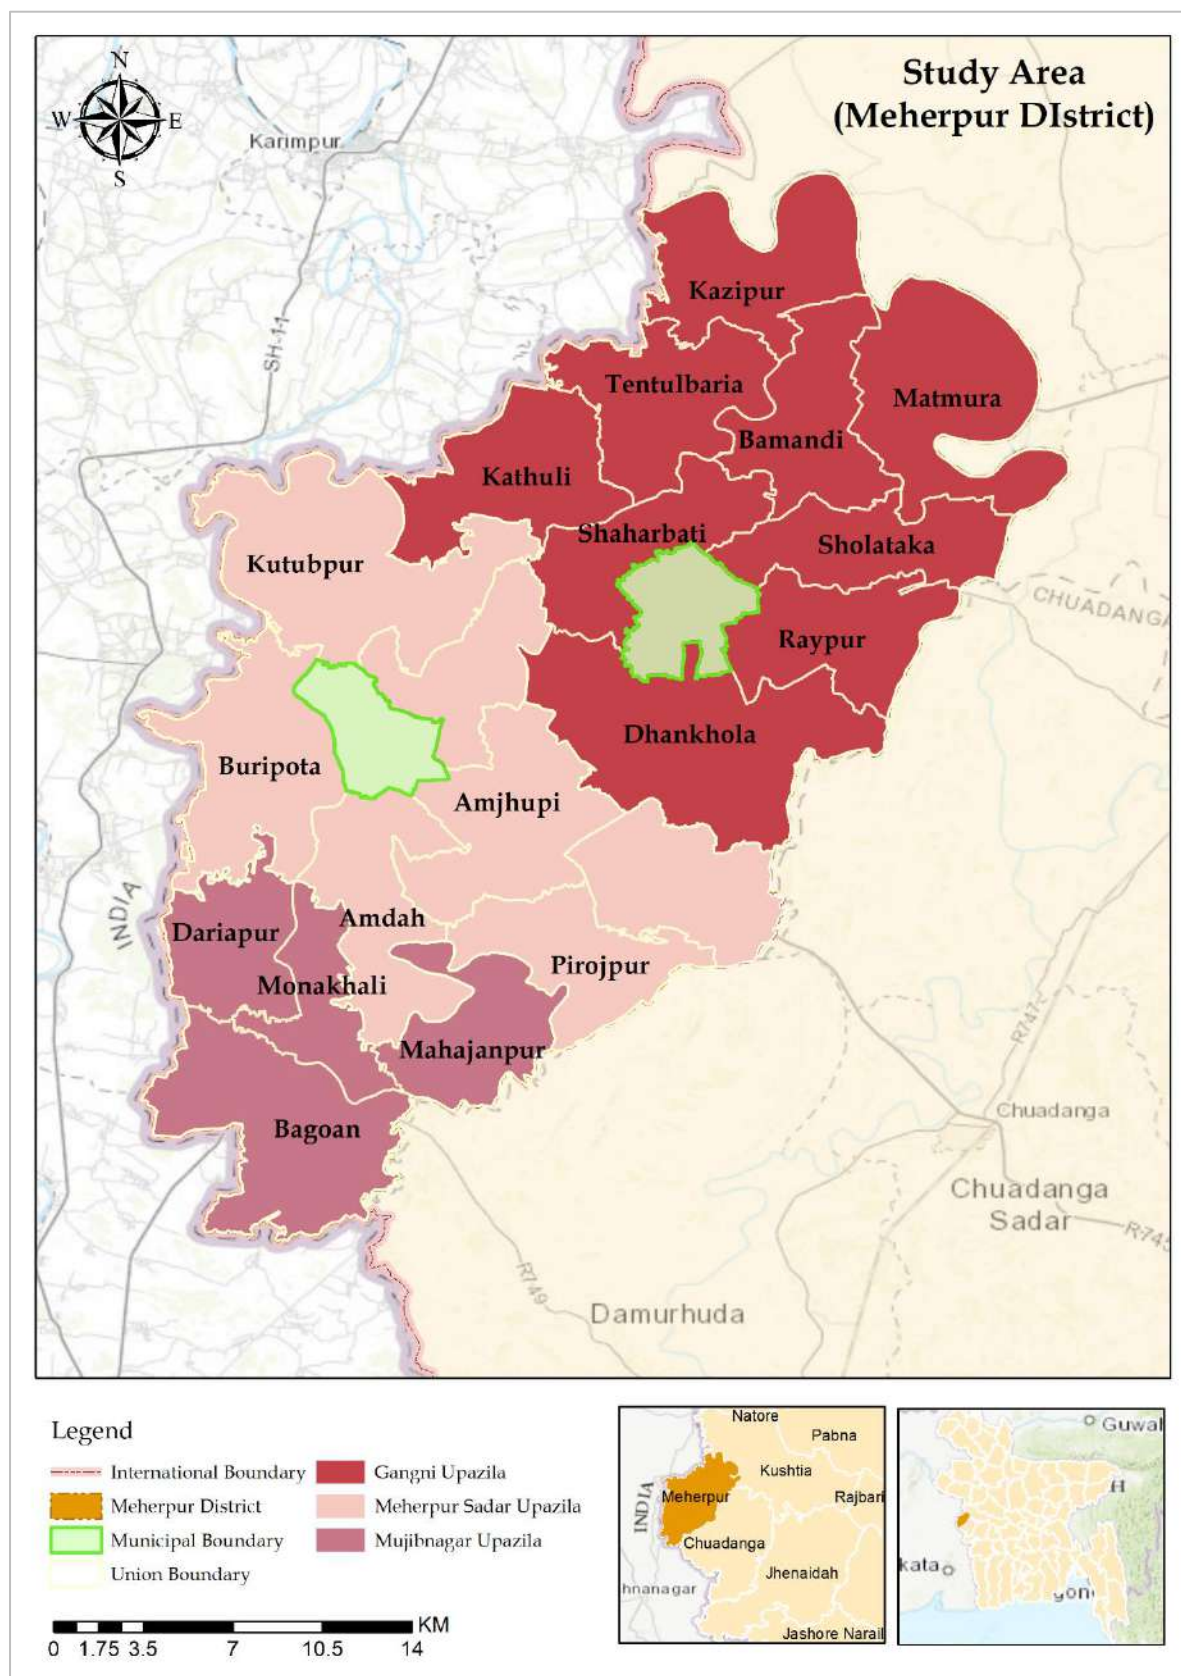 Study Area
(Meherpur DIstrict)
N
W
E
S
Karimpur
SH-11
Kazipur
Tentulbaria
Matmura
Bamandi
Kathuli
Shaharbati
Sholataka
Kutubpur
CHUADANGA
Raypur
Dhankhola
Buripota
Amjhupi
INDIA
Dariapur
Amdah
Monakhali
Pirojpur
R747
Mahajanpur
Chuadanga
Bagoan
Chuadanga
Sadar
R745
R749
Damurhuda
Legend
International Boundary
Gangni Upazila
Meherpur District
Meherpur Sadar Upazila
Municipal Boundary
Mujibnagar Upazila
Union Boundary
KM
0 1.75 3.5 7 10.5 14
Natore
Pabna
Kushtia
Meherpur
Rajbari
INDIA
Chuadanga
Jhenaidah
hnanagar
Jashore Narail
Guwal
H
kata
gon